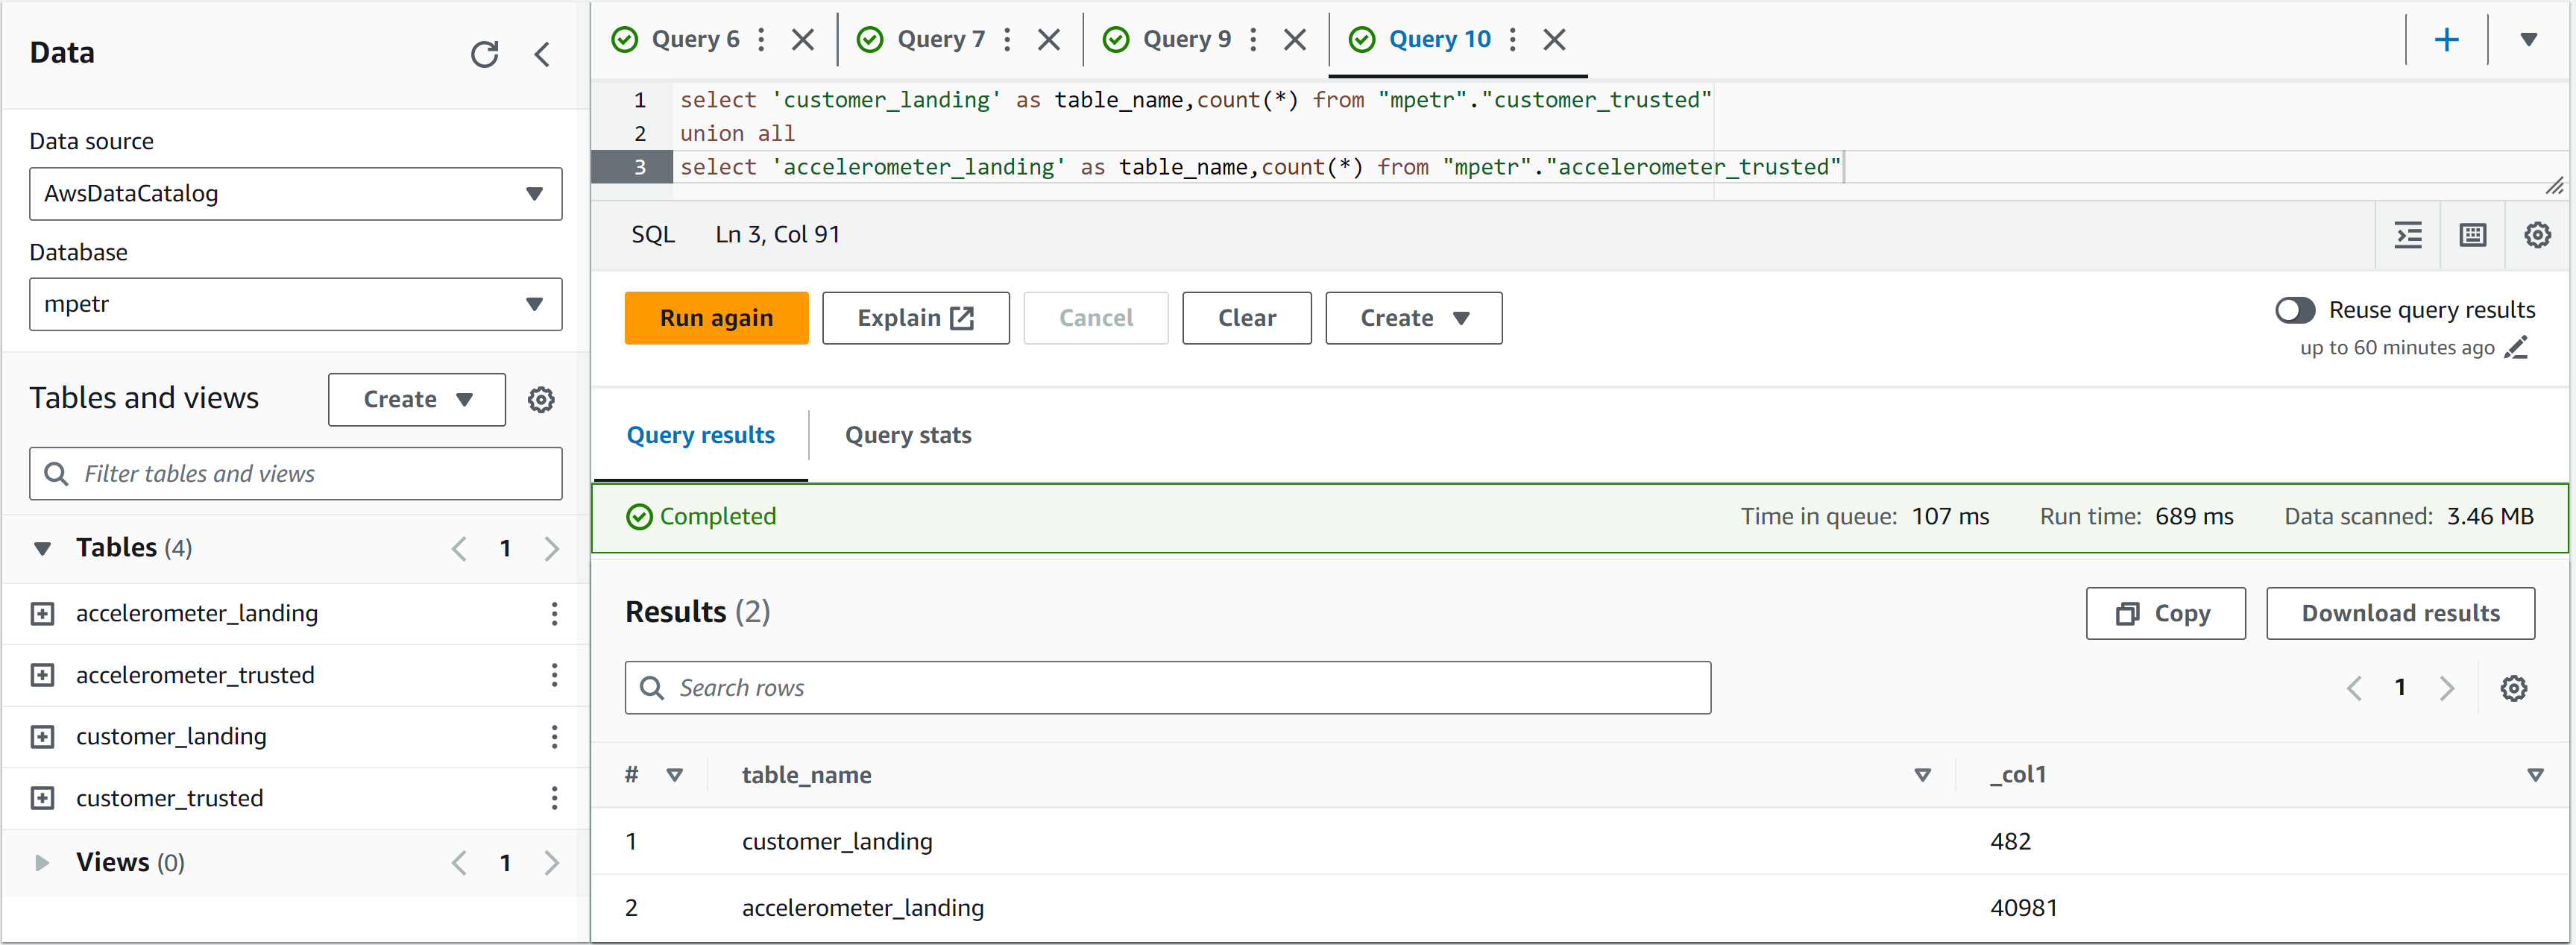 Data
Data source
AwsDataCatalog
Database
mpetr
Tables and views
Create
Filter tables and views
Tables (4)
1
accelerometer_landing
accelerometer_trusted
customer_landing
customer_trusted
Views (0)
1
Query 6
Query 7
Query 9
Query 10
1 select 'customer_landing' as table_name,count(*) from "mpetr"."customer_trusted"
2 union all
3 select 'accelerometer_landing' as table_name,count(*) from "mpetr"."accelerometer_trusted"
SQL Ln 3, Col 91
Run again
Explain
Cancel
Clear
Create
Reuse query results
up to 60 minutes ago
Query results
Query stats
Completed
Time in queue: 107 ms Run time: 689 ms Data scanned: 3.46 MB
Results (2)
Copy
Download results
Search rows
1
# table_name _col1
1 customer_landing 482
2 accelerometer_landing 40981